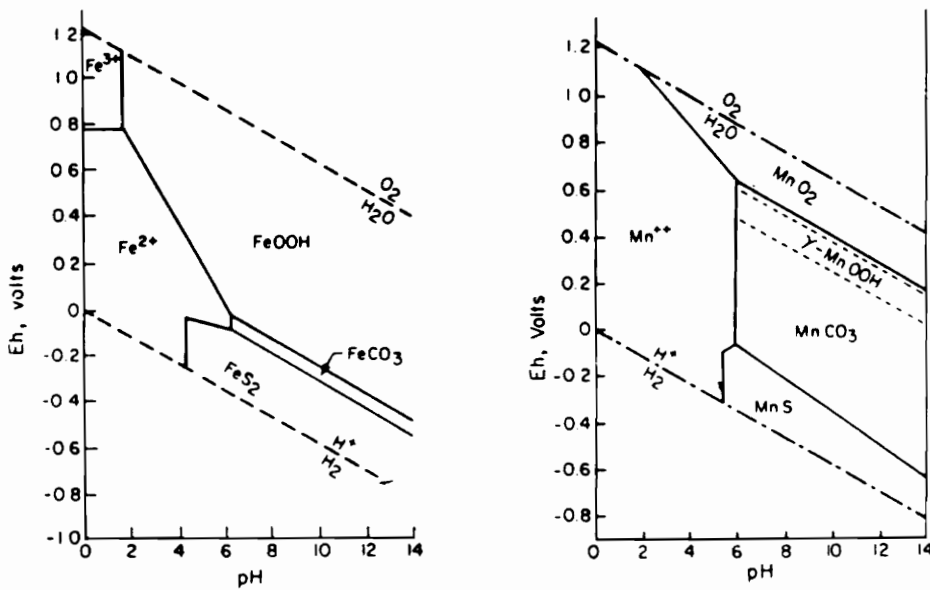 Eh, volts
1.2
1.0
0.8
0.6
0.4
0.2
0
-0.2
-0.4
-0.6
-0.8
-1.0
Fe3+
Fe2+
FeOOH
O2
H2O
FeCO3
FeS2
H+
H2
0 2 4 6 8 10 12 14
pH
Eh, Volts
1.2
1.0
0.8
0.6
0.4
0.2
0
-0.2
-0.4
-0.6
-0.8
O2
H2O
MnO2
Mn++
γ-MnOOH
MnCO3
H+
H2
MnS
0 2 4 6 8 10 12 14
pH